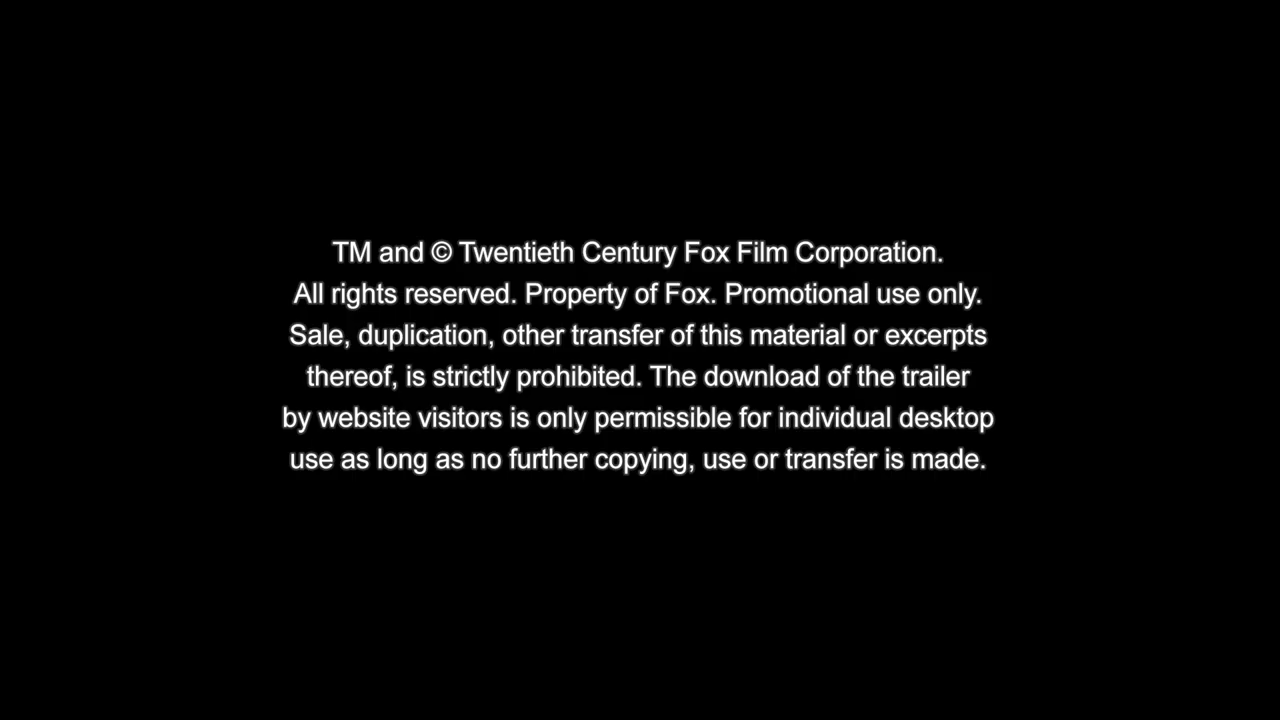 TM and © Twentieth Century Fox Film Corporation.
All rights reserved. Property of Fox. Promotional use only.
Sale, duplication, other transfer of this material or excerpts
thereof, is strictly prohibited. The download of the trailer
by website visitors is only permissible for individual desktop
use as long as no further copying, use or transfer is made.